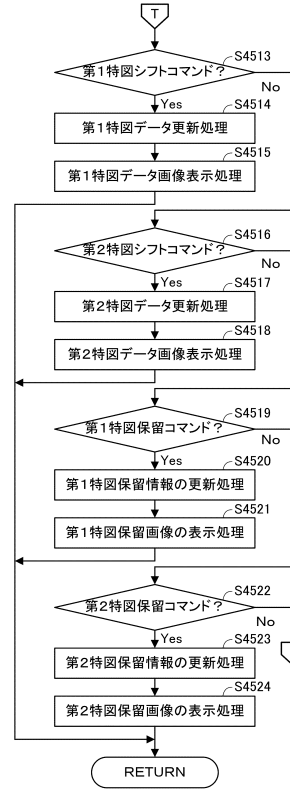 T
S4513
第1特図シフトコマンド?
No
Yes
S4514
第1特図データ更新処理
S4515
第1特図データ画像表示処理
S4516
第2特図シフトコマンド?
No
Yes
S4517
第2特図データ更新処理
S4518
第2特図データ画像表示処理
S4519
第1特図保留コマンド?
No
Yes
S4520
第1特図保留情報の更新処理
S4521
第1特図保留画像の表示処理
S4522
第2特図保留コマンド?
No
Yes
S4523
第2特図保留情報の更新処理
S4524
第2特図保留画像の表示処理
RETURN